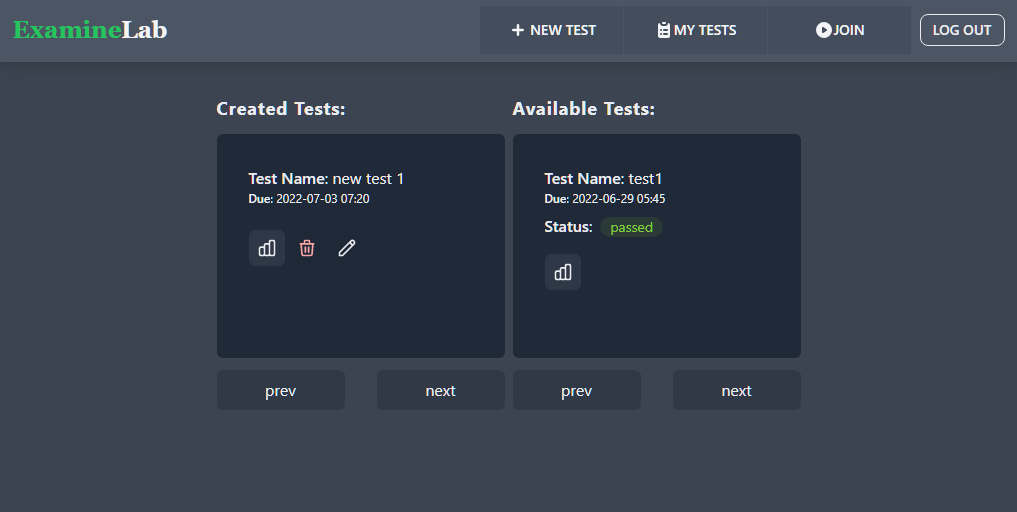 ExamineLab
NEW TEST
MY TESTS
JOIN
LOG OUT
Created Tests:
Test Name: new test 1
Due: 2022-07-03 07:20
prev
next
Available Tests:
Test Name: test1
Due: 2022-06-29 05:45
Status: passed
prev
next